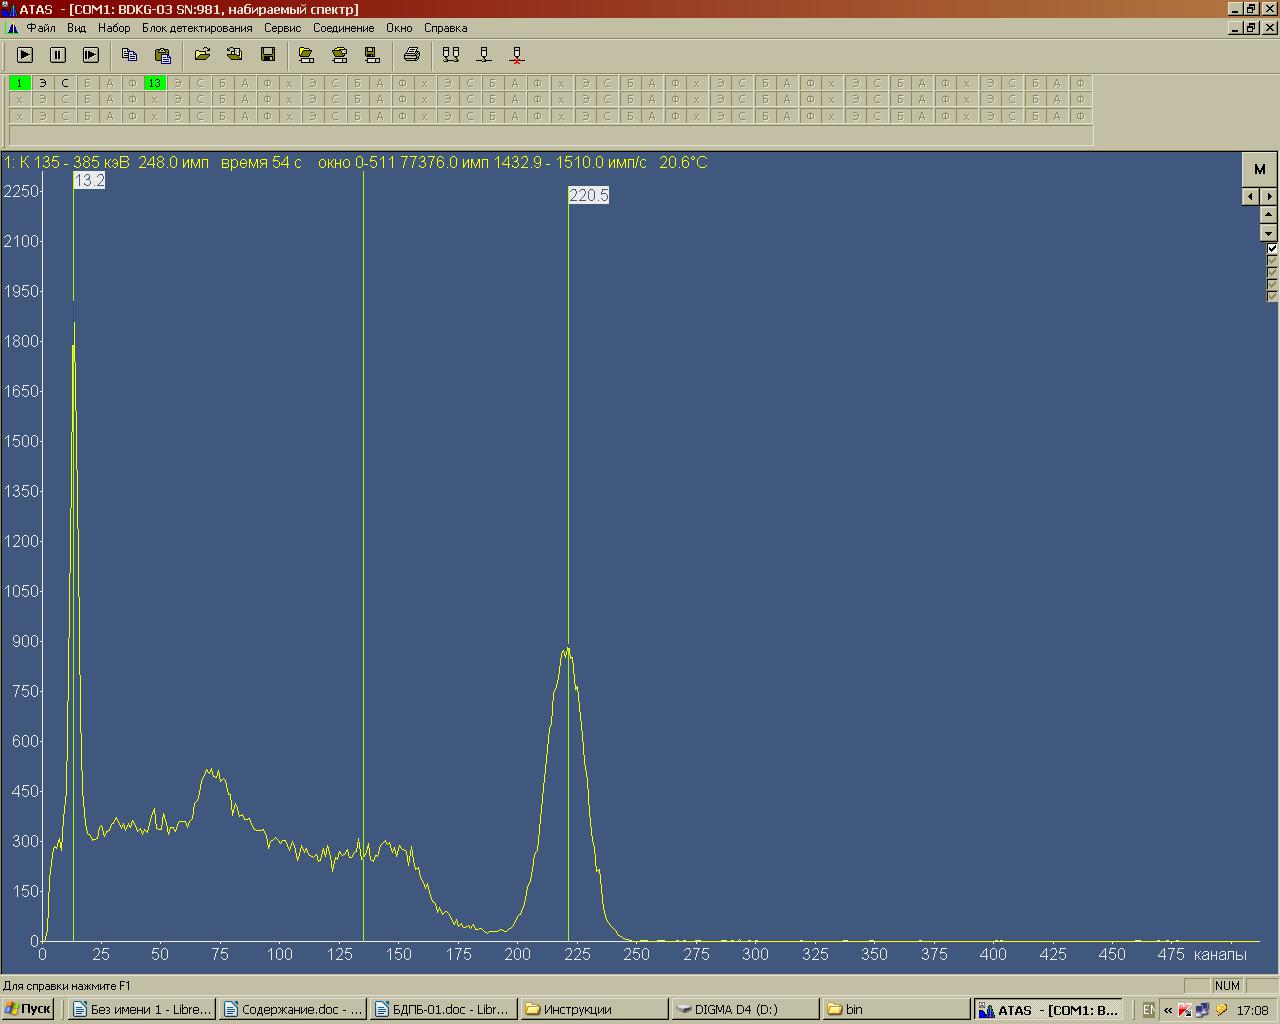 ATAS - [COM1: BDKG-03 SN:981, набираемый спектр]
Файл Вид Набор Блок детектирования Сервис Соединение Окно Справка
1 Э С Б А Ф 13 Э С Б А Ф х Э С Б А Ф х Э С Б А Ф х Э С Б А Ф х Э С Б А Ф х Э С Б А Ф х Э С Б А Ф
х Э С Б А Ф х Э С Б А Ф х Э С Б А Ф х Э С Б А Ф х Э С Б А Ф х Э С Б А Ф х Э С Б А Ф х Э С Б А Ф
х Э С Б А Ф х Э С Б А Ф х Э С Б А Ф х Э С Б А Ф х Э С Б А Ф х Э С Б А Ф х Э С Б А Ф х Э С Б А Ф
1: К 135 - 385 кэВ 248.0 имп время 54 с окно 0-511 77376.0 имп 1432.9 - 1510.0 имп/с 20.6°C
М
13.2
220.5
2250
2100
1950
1800
1650
1500
1350
1200
1050
900
750
600
450
300
150
0
0 25 50 75 100 125 150 175 200 225 250 275 300 325 350 375 400 425 450 475 каналы
Для справки нажмите F1
NUM
Пуск Без имени 1 - Libre... Содержание.doc - ... БДПБ-01.doc - Libr... Инструкции DIGMA D4 (D:) bin ATAS - [COM1: B... EN « 17:08